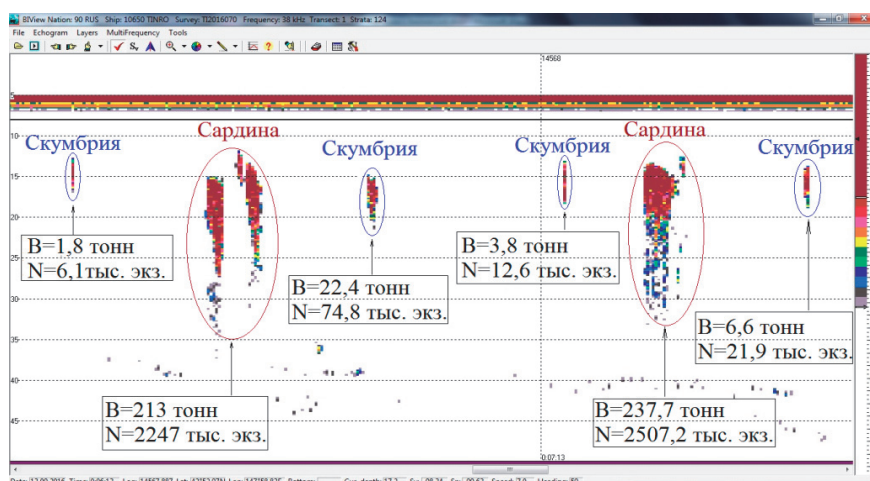 BIView Nation: 90 RUS Ship: 10650 TINRO Survey: TI2016070 Frequency: 38 kHz Transect: 1 Strata: 124
File Echogram Layers MultiFrequency Tools
14568
5
10
Сардина
Сардина
Скумбрия
Скумбрия
Скумбрия
Скумбрия
15
20
B=1,8 тонн
N=6,1тыс. экз.
B=3,8 тонн
N=12,6 тыс. экз.
25
B=22,4 тонн
N=74,8 тыс. экз.
30
B=6,6 тонн
N=21,9 тыс. экз.
35
40
B=213 тонн
N=2247 тыс. экз.
B=237,7 тонн
N=2507,2 тыс. экз.
45
0:07:13